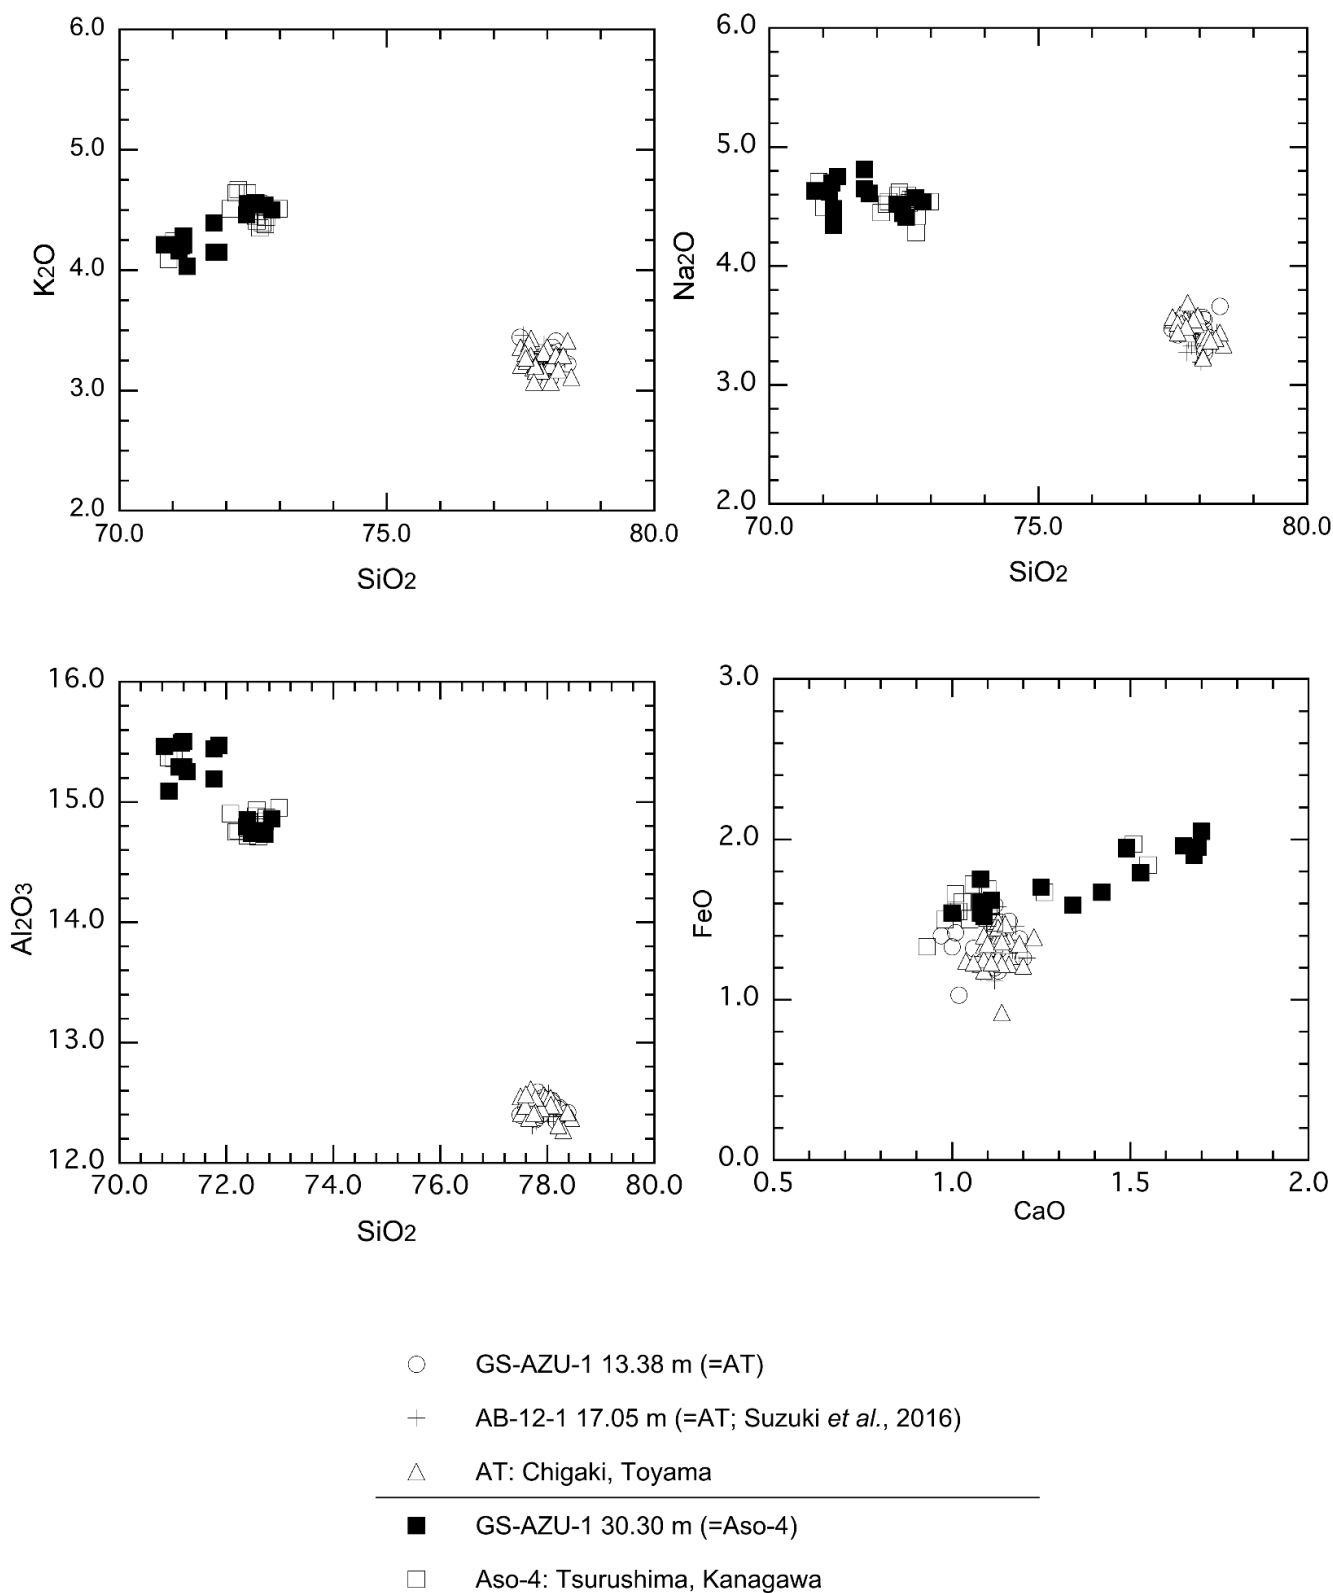 6.0
5.0
4.0
3.0
2.0
K2O
70.0 75.0 80.0
SiO2
6.0
5.0
4.0
3.0
2.0
Na2O
70.0 75.0 80.0
SiO2
16.0
15.0
14.0
13.0
12.0
Al2O3
70.0 72.0 74.0 76.0 78.0 80.0
SiO2
3.0
2.0
1.0
0.0
FeO
0.5 1.0 1.5 2.0
CaO
GS-AZU-1 13.38 m (=AT)
AB-12-1 17.05 m (=AT; Suzuki et al., 2016)
AT: Chigaki, Toyama
GS-AZU-1 30.30 m (=Aso-4)
Aso-4: Tsurushima, Kanagawa